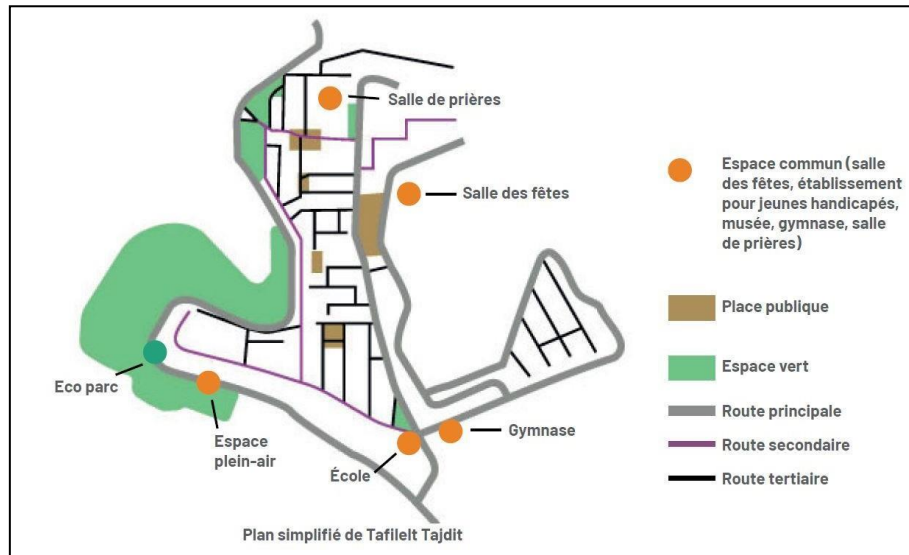 Salle de prières
Salle des fêtes
Eco parc
Espace
plein-air
École
Gymnase
Plan simplifié de Tafilelt Tajdit
Espace commun (salle
des fêtes, établissement
pour jeunes handicapés,
musée, gymnase, salle
de prières)
Place publique
Espace vert
Route principale
Route secondaire
Route tertiaire